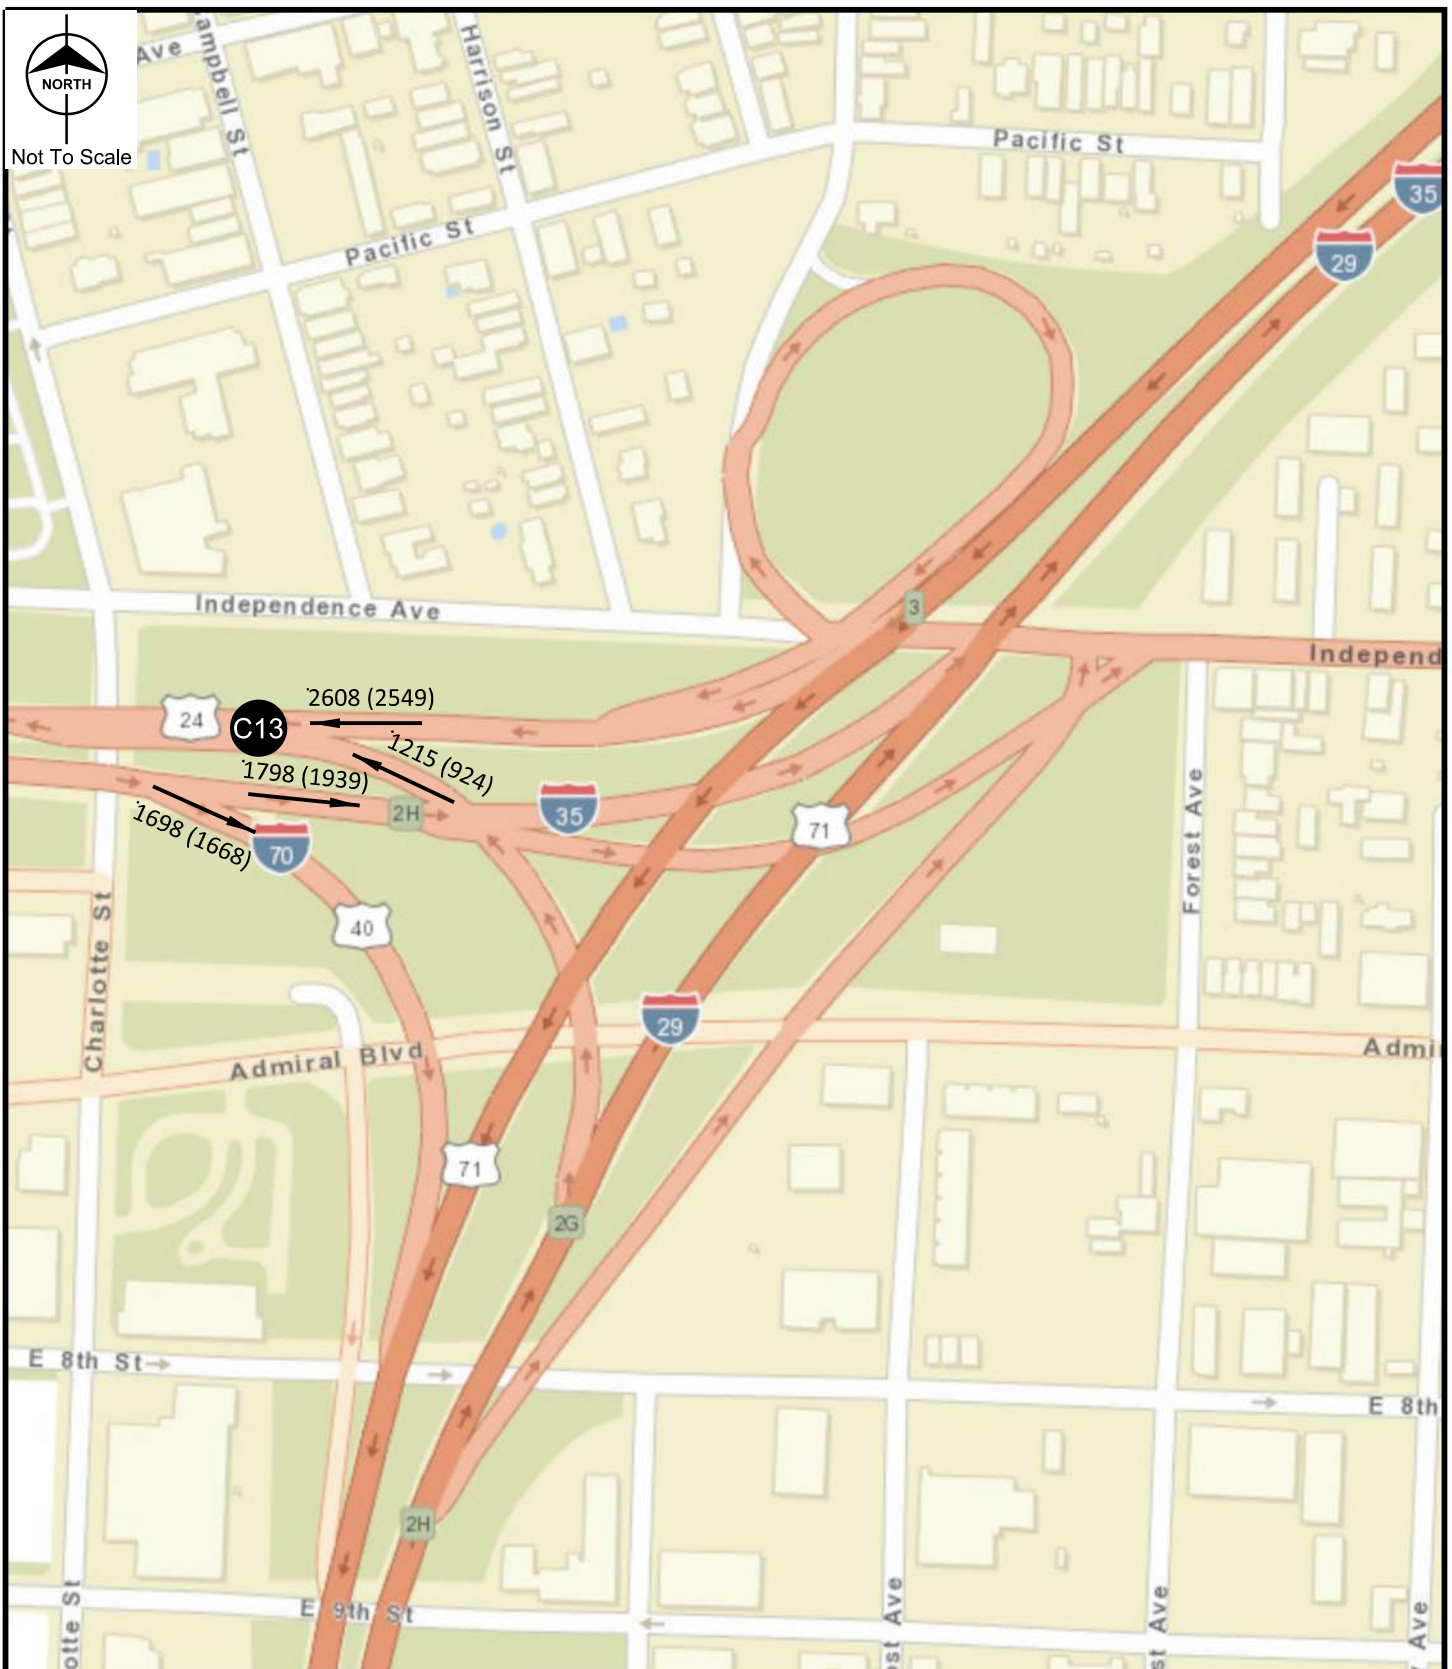 NORTH
Not To Scale
Ave
ampbell St
Harrison St
Pacific St
35
29
Pacific St
3
Independence Ave
Independ
2608 (2549)
24
C13
1215 (924)
1798 (1939)
2H
35
71
1698 (1668)
70
Forest Ave
40
Charlotte St
29
Admiral Blvd
Admi
71
2G
E 8th St
E 8th
2H
E 9th St
otte St
ost Ave
st Ave
Ave